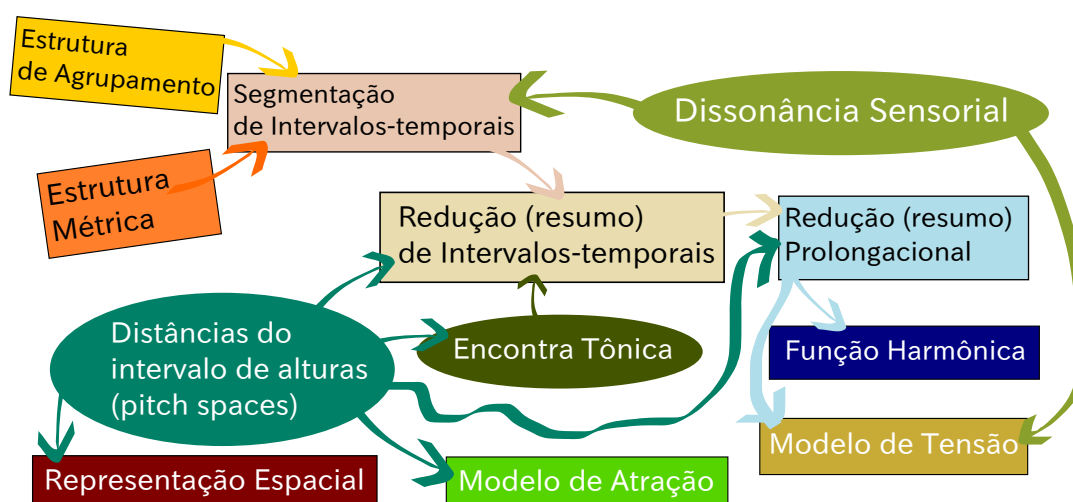 Estrutura
de Agrupamento
Segmentação
de Intervalos-temporais
Dissonância Sensorial
Estrutura
Métrica
Redução (resumo)
de Intervalos-temporais
Redução (resumo)
Prolongacional
Distâncias do
intervalo de alturas
(pitch spaces)
Encontra Tônica
Função Harmônica
Modelo de Tensão
Representação Espacial
Modelo de Atração